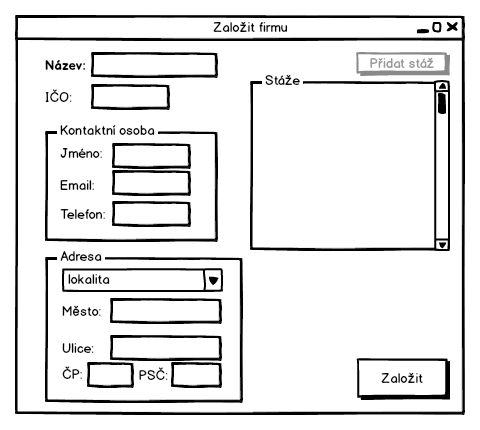 Založit firmu
Název:
Přidat stáž
Stáže
IČO:
Kontaktní osoba
Jméno:
Email:
Telefon:
Adresa
lokalita
Město:
Ulice:
ČP: PSČ:
Založit